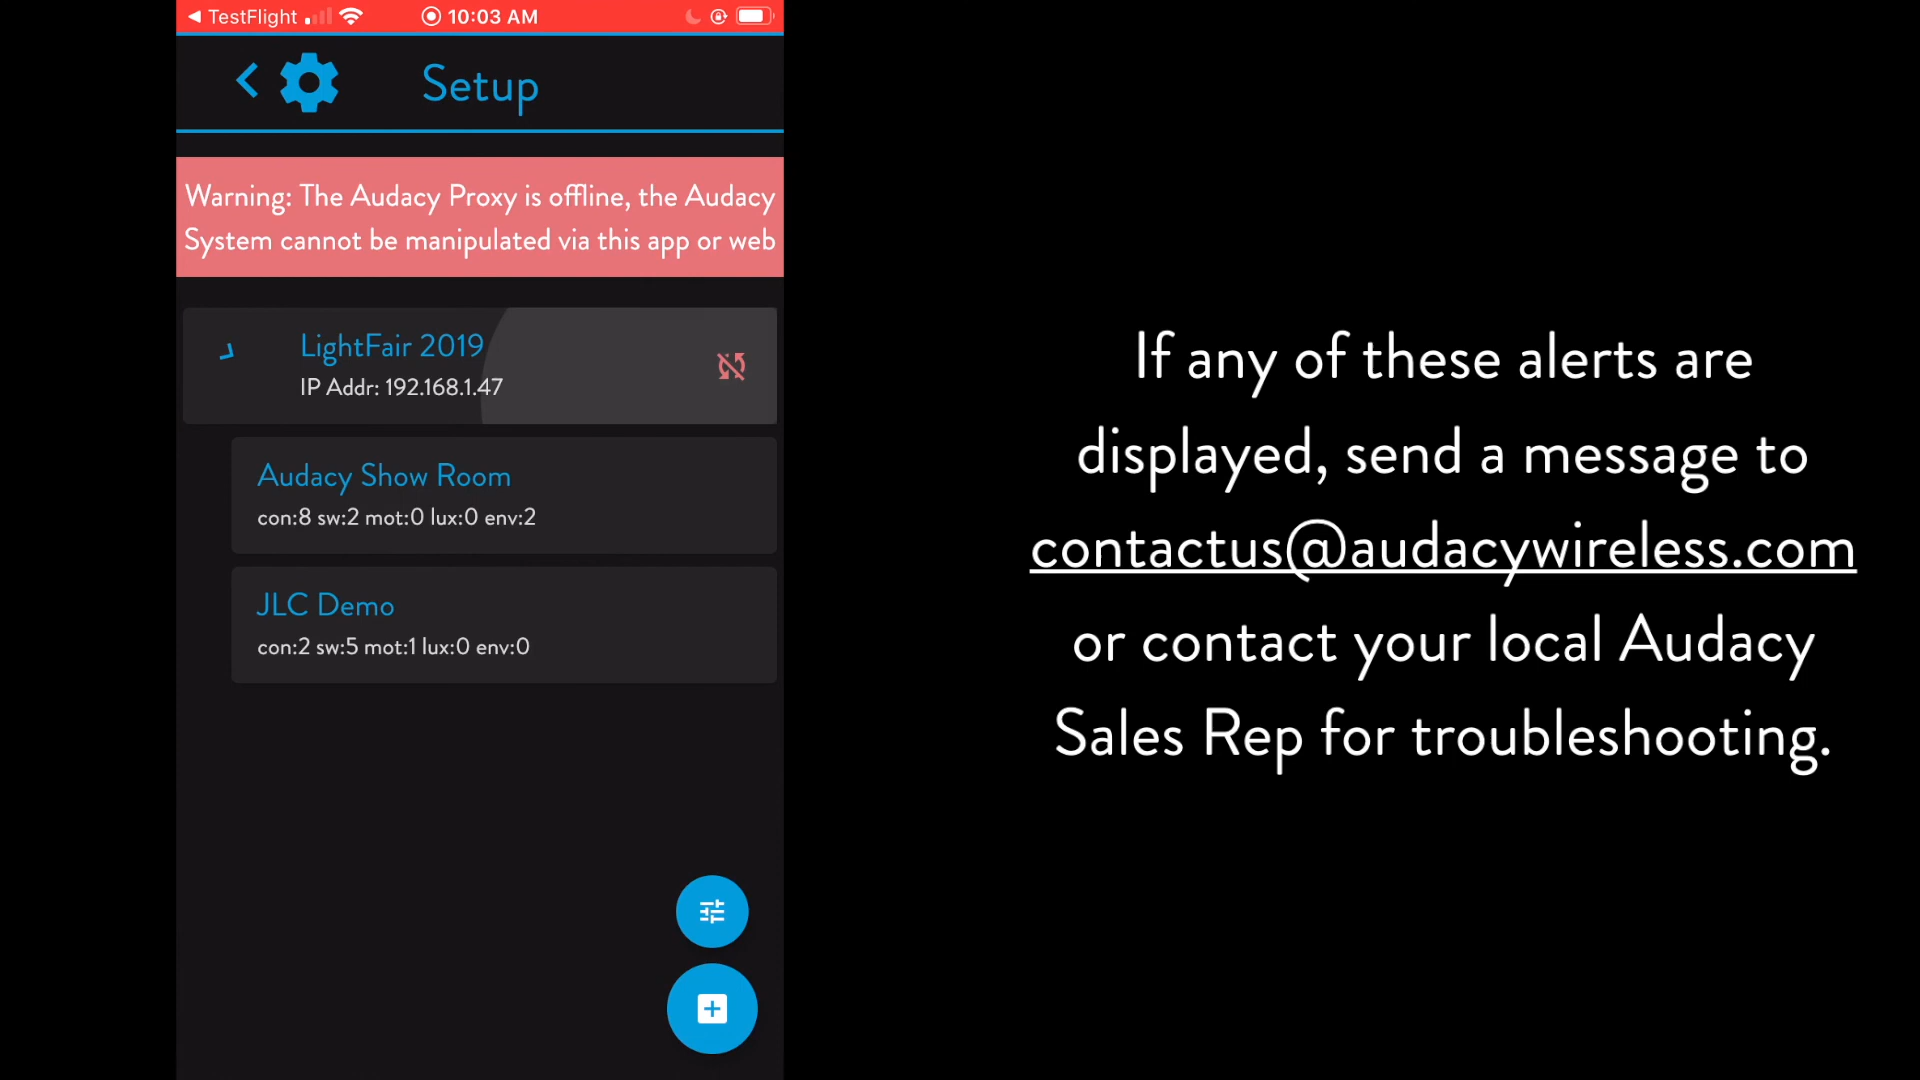 TestFlight
10:03 AM
Setup
Warning: The Audacy Proxy is offline, the Audacy
System cannot be manipulated via this app or web
LightFair 2019
IP Addr: 192.168.1.47
Audacy Show Room
con:8 sw:2 mot:0 lux:0 env:2
JLC Demo
con:2 sw:5 mot:1 lux:0 env:0
If any of these alerts are
displayed, send a message to
contactus@audacywireless.com
or contact your local Audacy
Sales Rep for troubleshooting.